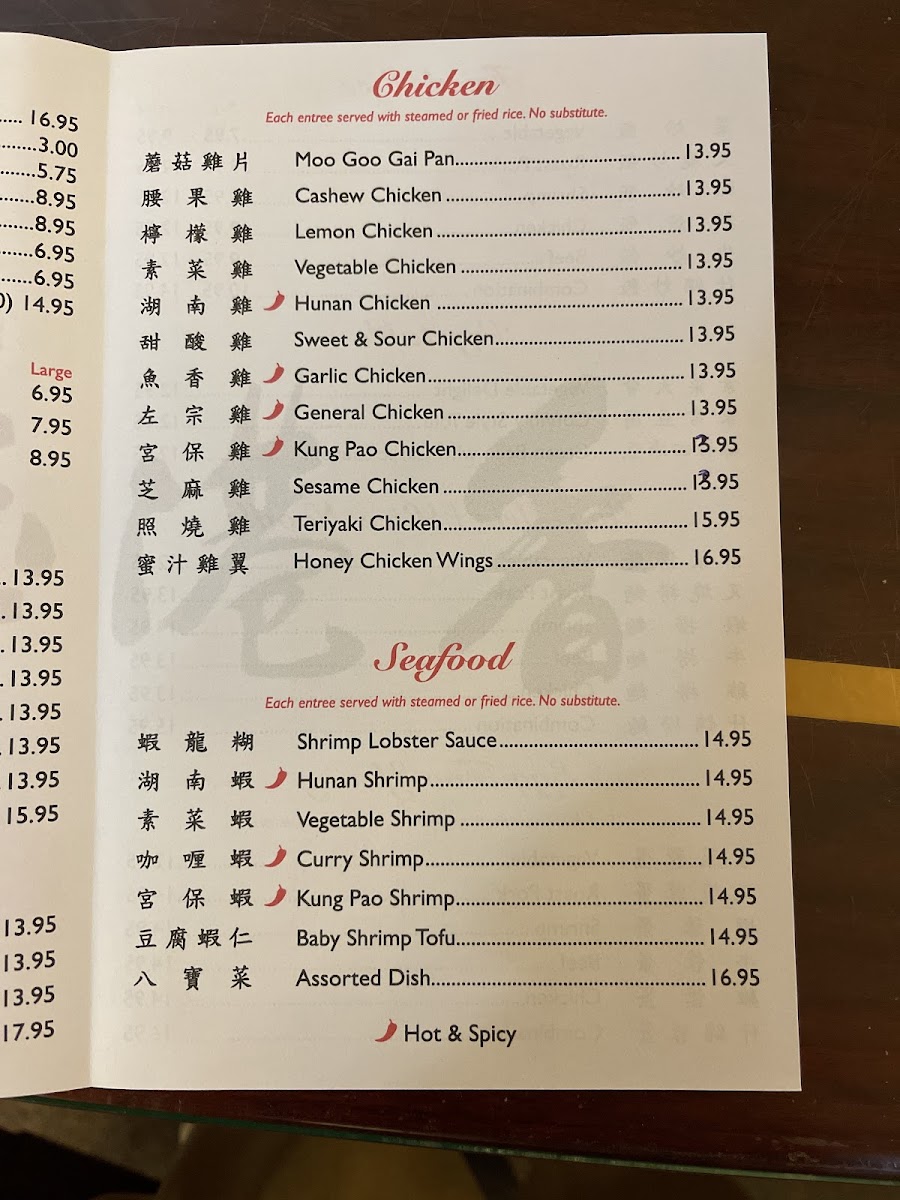 16.95
3.00
5.75
8.95
8.95
6.95
6.95
14.95
Large
6.95
7.95
8.95
13.95
13.95
13.95
13.95
13.95
13.95
13.95
15.95
13.95
13.95
13.95
17.95
Chicken
Each entree served with steamed or fried rice. No substitute.
蘑菇雞片 Moo Goo Gai Pan 13.95
腰果雞 Cashew Chicken 13.95
檸檬雞 Lemon Chicken 13.95
素菜雞 Vegetable Chicken 13.95
湖南雞 Hunan Chicken 13.95
甜酸雞 Sweet & Sour Chicken 13.95
魚香雞 Garlic Chicken 13.95
左宗雞 General Chicken 13.95
宮保雞 Kung Pao Chicken 13.95
芝麻雞 Sesame Chicken 13.95
照燒雞 Teriyaki Chicken 15.95
蜜汁雞翼 Honey Chicken Wings 16.95
Seafood
Each entree served with steamed or fried rice. No substitute.
蝦龍糊 Shrimp Lobster Sauce 14.95
湖南蝦 Hunan Shrimp 14.95
素菜蝦 Vegetable Shrimp 14.95
咖喱蝦 Curry Shrimp 14.95
宮保蝦 Kung Pao Shrimp 14.95
豆腐蝦仁 Baby Shrimp Tofu 14.95
八寶菜 Assorted Dish 16.95
Hot & Spicy